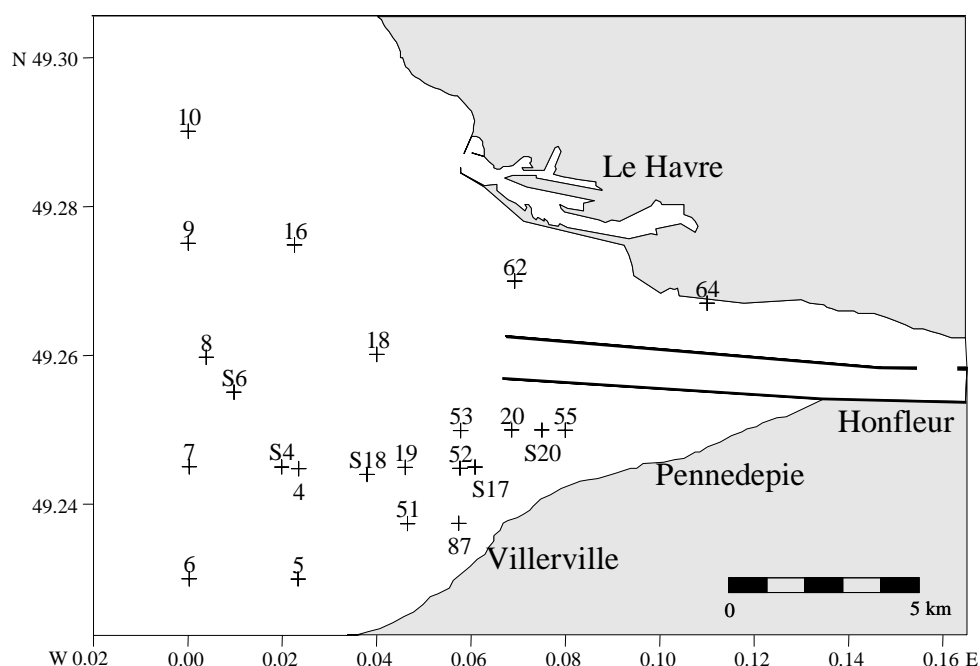 N 49.30
10
Le Havre
49.28
9
16
62
64
49.26
8
18
S6
53
20
55
Honfleur
S4
S18
19
52
S20
7
4
S17
Pennedepie
49.24
51
87
Villerville
6
5
0
5 km
W 0.02
0.00
0.02
0.04
0.06
0.08
0.10
0.12
0.14
0.16 E